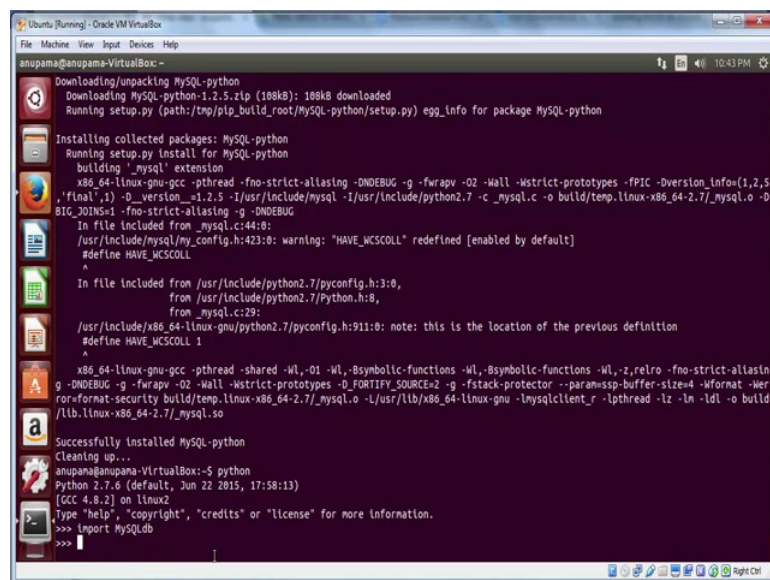 Ubuntu [Running] - Oracle VM VirtualBox
File Machine View Input Devices Help
anupama@anupama-VirtualBox: ~ En 10:43 PM
Downloading/unpacking MySQL-python
Downloading MySQL-python-1.2.5.zip (108kB): 108kB downloaded
Running setup.py (path:/tmp/pip_build_root/MySQL-python/setup.py) egg_info for package MySQL-python
Installing collected packages: MySQL-python
Running setup.py install for MySQL-python
building '_mysql' extension
x86_64-linux-gnu-gcc -pthread -fno-strict-aliasing -DNDEBUG -g -fwrapv -O2 -Wall -Wstrict-prototypes -fPIC -Dversion_info=(1,2,5
,'final',1) -D__version__=1.2.5 -I/usr/include/mysql -I/usr/include/python2.7 -c _mysql.c -o build/temp.linux-x86_64-2.7/_mysql.o -D
BIG_JOINS=1 -fno-strict-aliasing -g -DNDEBUG
In file included from _mysql.c:44:0:
/usr/include/mysql/my_config.h:423:0: warning: "HAVE_WCSCOLL" redefined [enabled by default]
#define HAVE_WCSCOLL
^
In file included from /usr/include/python2.7/pyconfig.h:3:0,
from /usr/include/python2.7/Python.h:8,
from _mysql.c:29:
/usr/include/x86_64-linux-gnu/python2.7/pyconfig.h:911:0: note: this is the location of the previous definition
#define HAVE_WCSCOLL 1
^
x86_64-linux-gnu-gcc -pthread -shared -Wl,-O1 -Wl,-Bsymbolic-functions -Wl,-Bsymbolic-functions -Wl,-z,relro -fno-strict-aliasin
g -DNDEBUG -g -fwrapv -O2 -Wall -Wstrict-prototypes -D_FORTIFY_SOURCE=2 -g -fstack-protector --param=ssp-buffer-size=4 -Wformat -Wer
ror=format-security build/temp.linux-x86_64-2.7/_mysql.o -L/usr/lib/x86_64-linux-gnu -lmysqlclient_r -lpthread -lz -lm -ldl -o build
/lib.linux-x86_64-2.7/_mysql.so
Successfully installed MySQL-python
Cleaning up...
anupama@anupama-VirtualBox:~$ python
Python 2.7.6 (default, Jun 22 2015, 17:58:13)
[GCC 4.8.2] on linux2
Type "help", "copyright", "credits" or "license" for more information.
>>> import MySQLdb
>>>
Right Ctrl